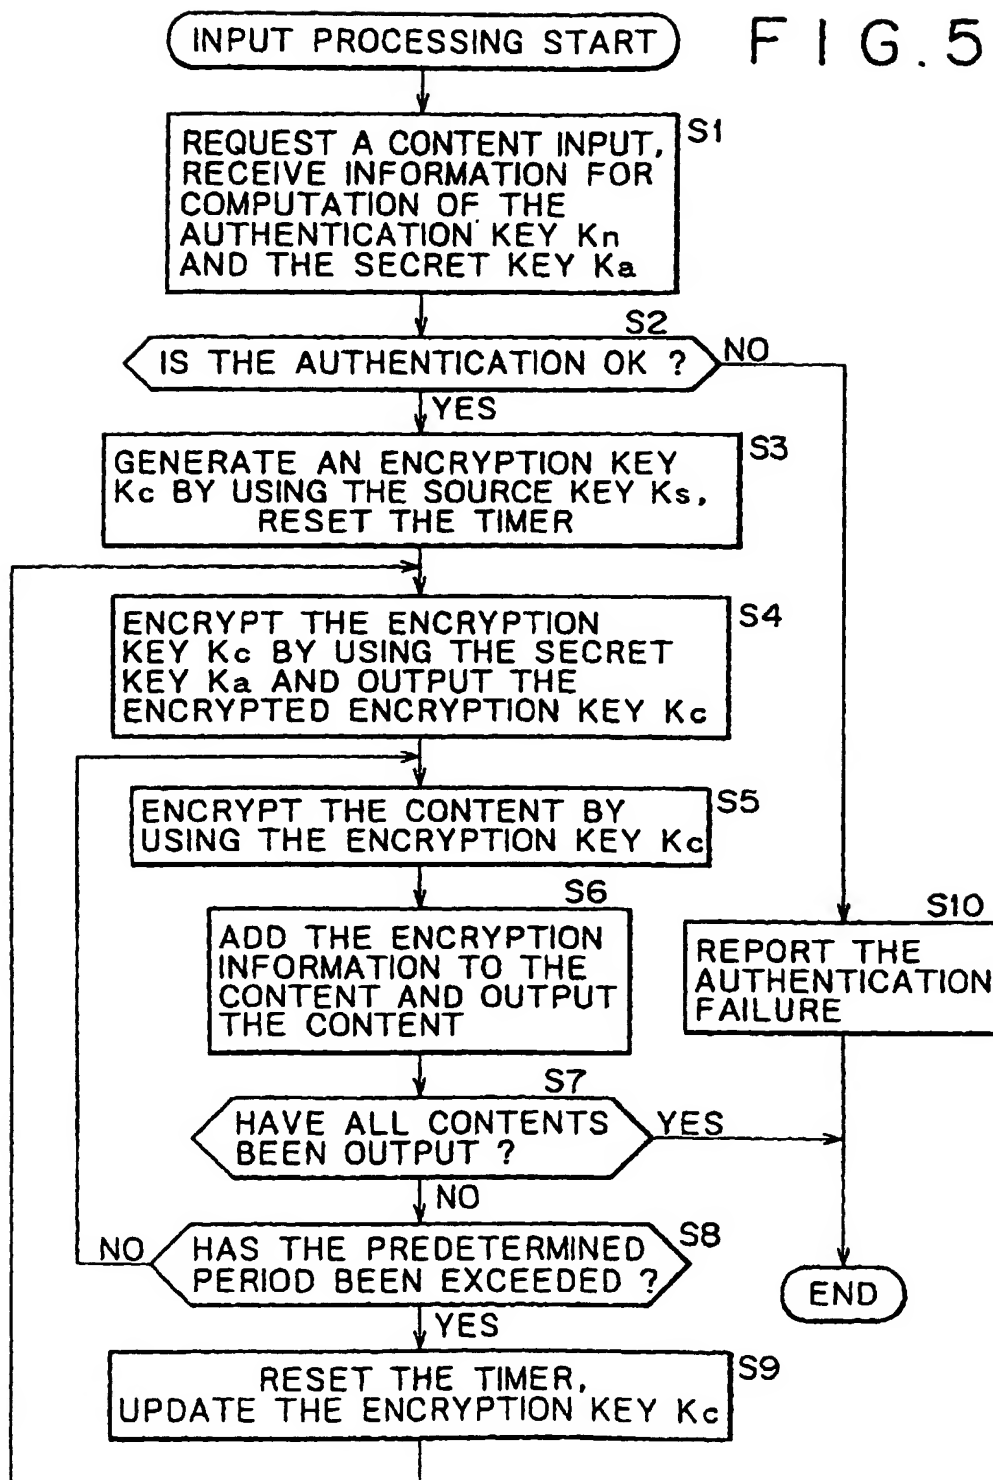 INPUT PROCESSING START
FIG.5
S1
REQUEST A CONTENT INPUT,
RECEIVE INFORMATION FOR
COMPUTATION OF THE
AUTHENTICATION KEY Kn
AND THE SECRET KEY Ka
S2
IS THE AUTHENTICATION OK ?
NO
YES
S3
GENERATE AN ENCRYPTION KEY
Kc BY USING THE SOURCE KEY Ks,
RESET THE TIMER
S4
ENCRYPT THE ENCRYPTION
KEY Kc BY USING THE SECRET
KEY Ka AND OUTPUT THE
ENCRYPTED ENCRYPTION KEY Kc
S5
ENCRYPT THE CONTENT BY
USING THE ENCRYPTION KEY Kc
S6
ADD THE ENCRYPTION
INFORMATION TO THE
CONTENT AND OUTPUT
THE CONTENT
S10
REPORT THE
AUTHENTICATION
FAILURE
S7
HAVE ALL CONTENTS
BEEN OUTPUT ?
YES
NO
S8
HAS THE PREDETERMINED
PERIOD BEEN EXCEEDED ?
NO
YES
END
S9
RESET THE TIMER,
UPDATE THE ENCRYPTION KEY Kc